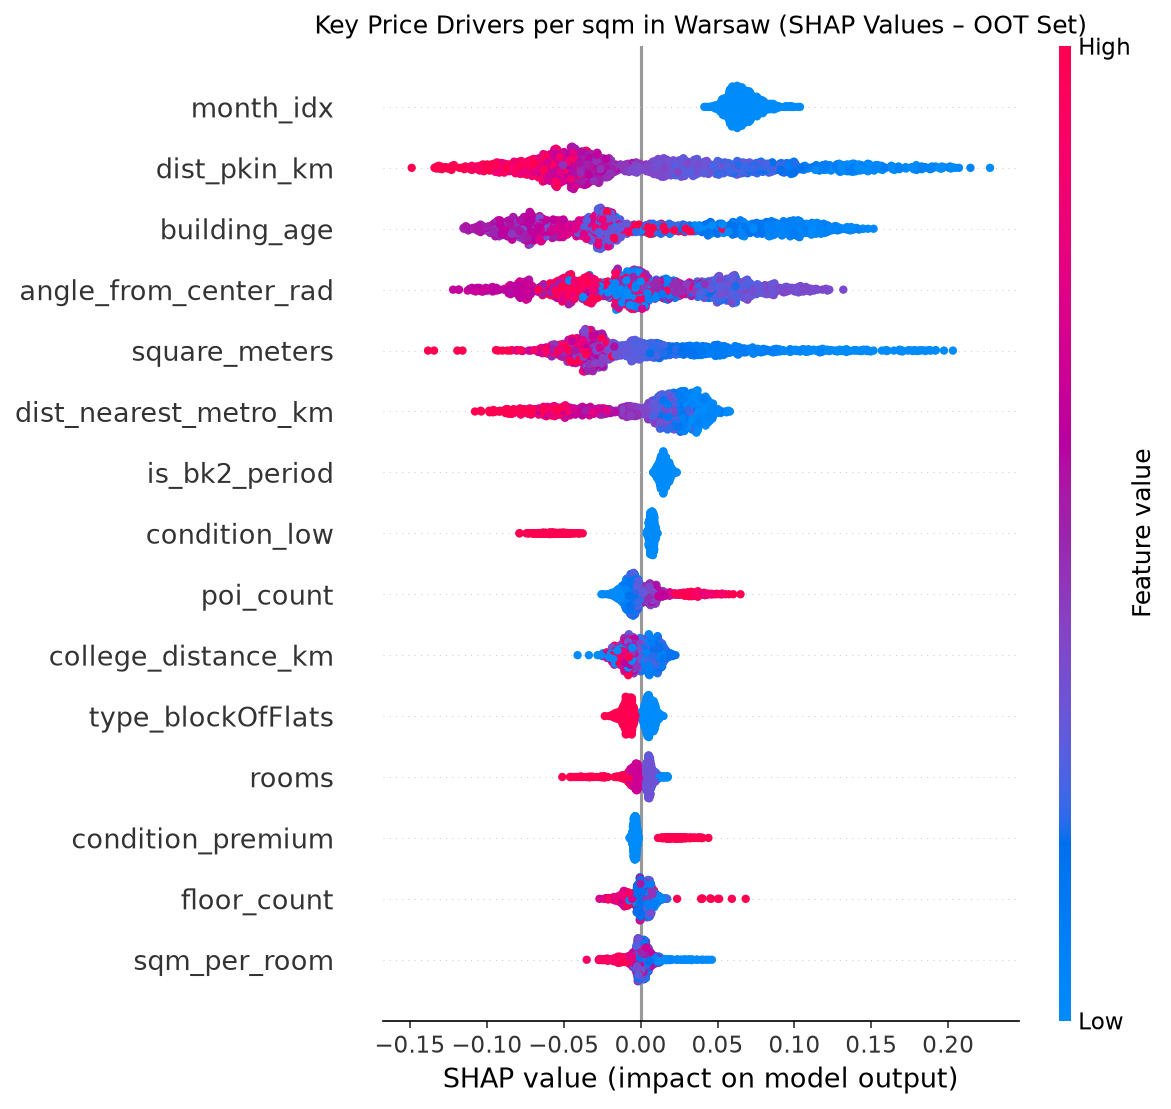 Key Price Drivers per sqm in Warsaw (SHAP Values – OOT Set)
High
month_idx
dist_pkin_km
building_age
angle_from_center_rad
square_meters
dist_nearest_metro_km
is_bk2_period
condition_low
poi_count
college_distance_km
type_blockOfFlats
rooms
condition_premium
floor_count
sqm_per_room
Feature value
Low
−0.15 −0.10 −0.05 0.00 0.05 0.10 0.15 0.20
SHAP value (impact on model output)